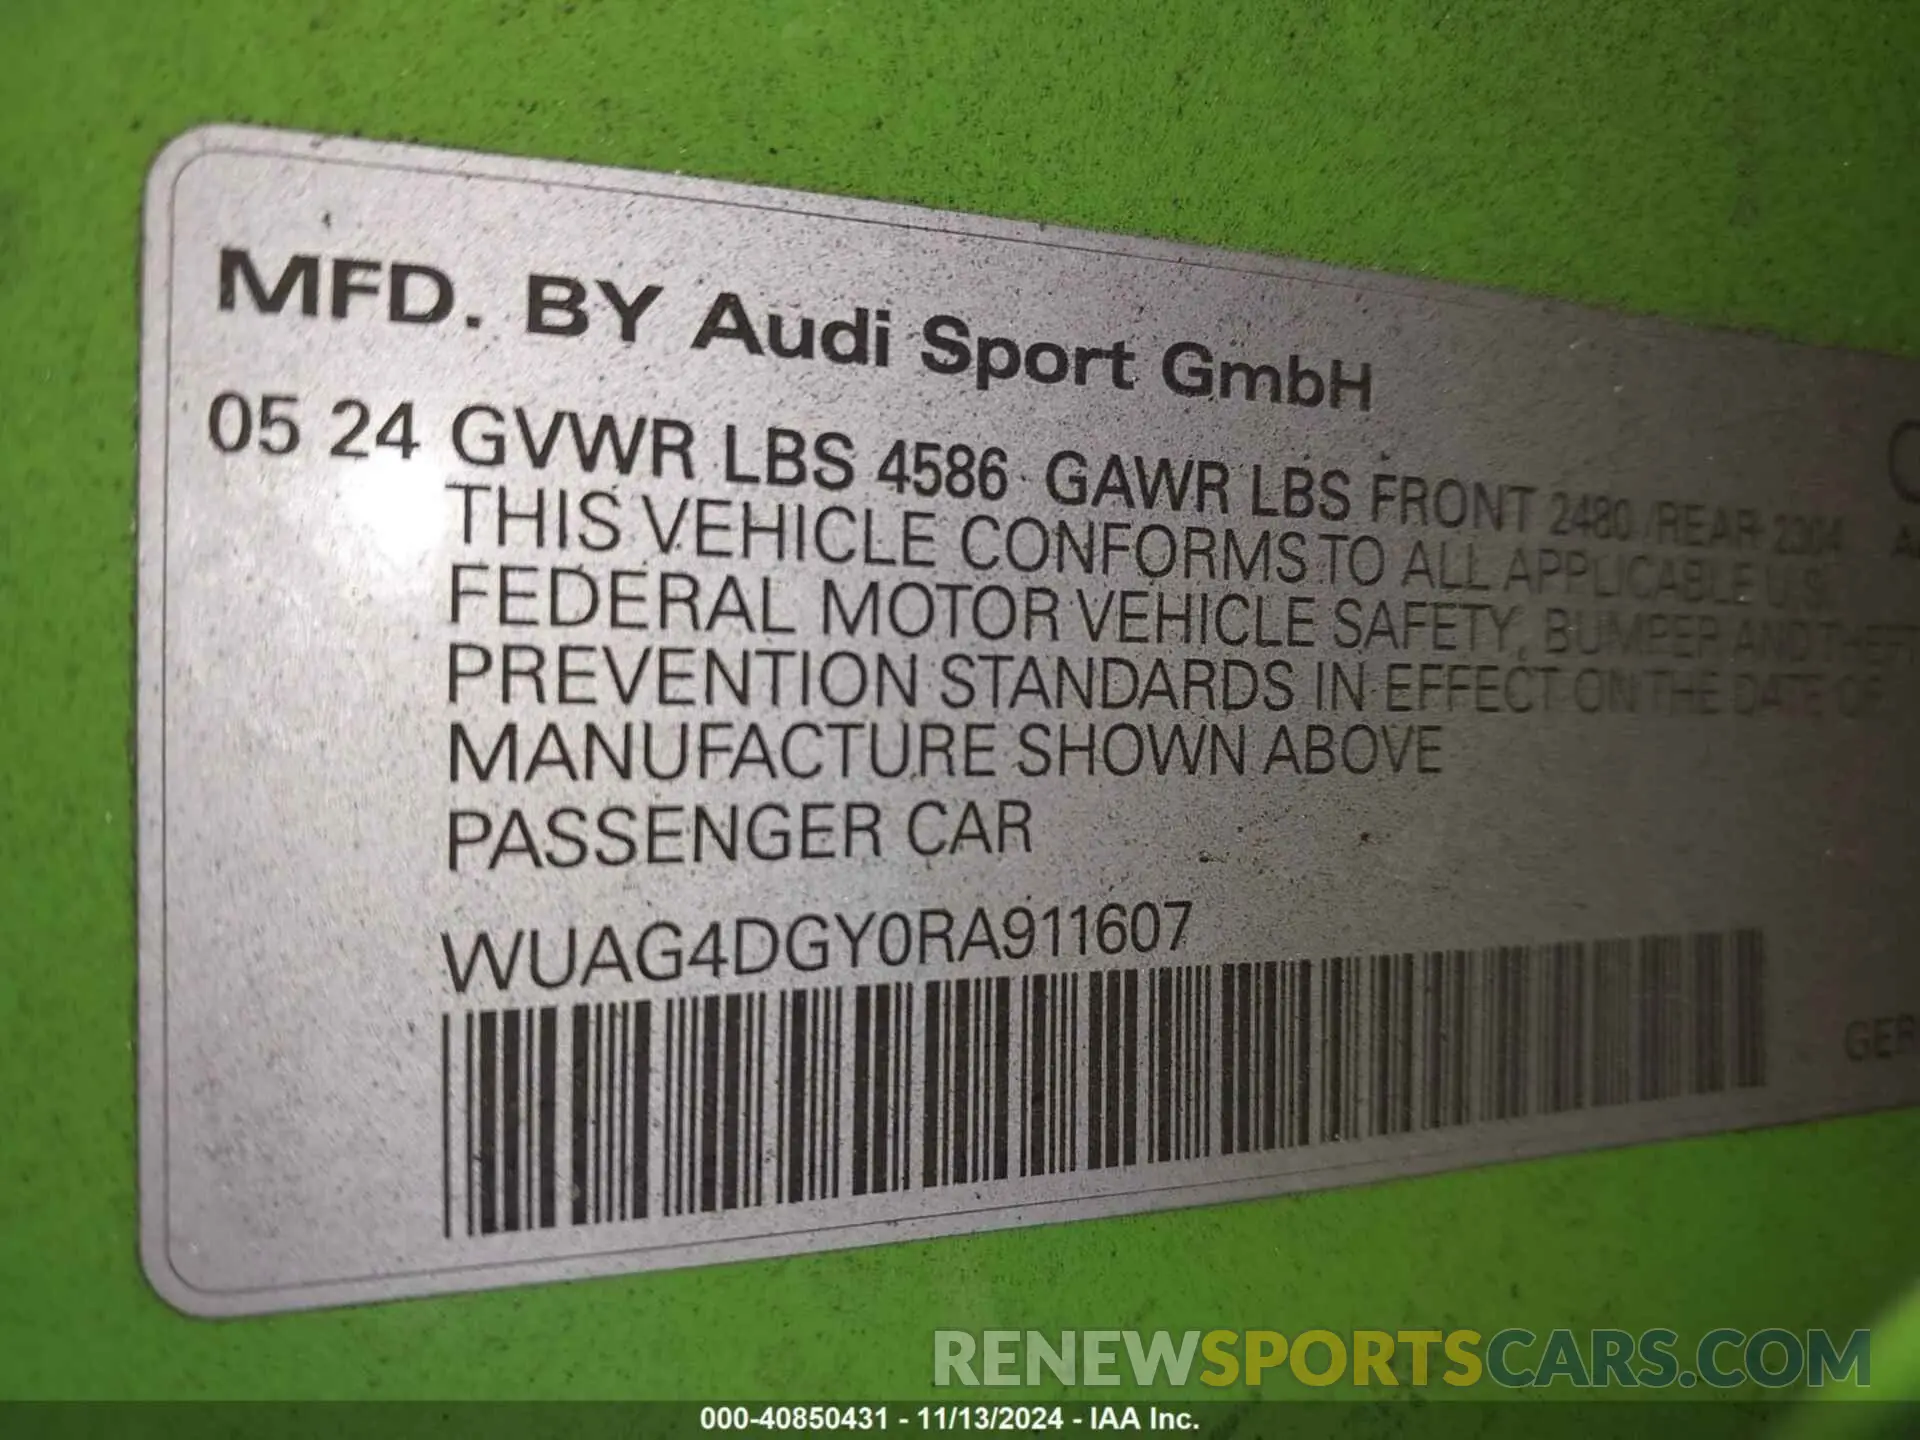 MFD. BY Audi Sport GmbH
05 24 GVWR LBS 4586 GAWR LBS FRONT 2480 /REAR 2304
THIS VEHICLE CONFORMS TO ALL APPLICABLE U.S.
FEDERAL MOTOR VEHICLE SAFETY, BUMPER AND THEFT
PREVENTION STANDARDS IN EFFECT ON THE DATE OF
MANUFACTURE SHOWN ABOVE
PASSENGER CAR
WUAG4DGY0RA911607
RENEWSPORTSCARS.COM
000-40850431 - 11/13/2024 - IAA Inc.